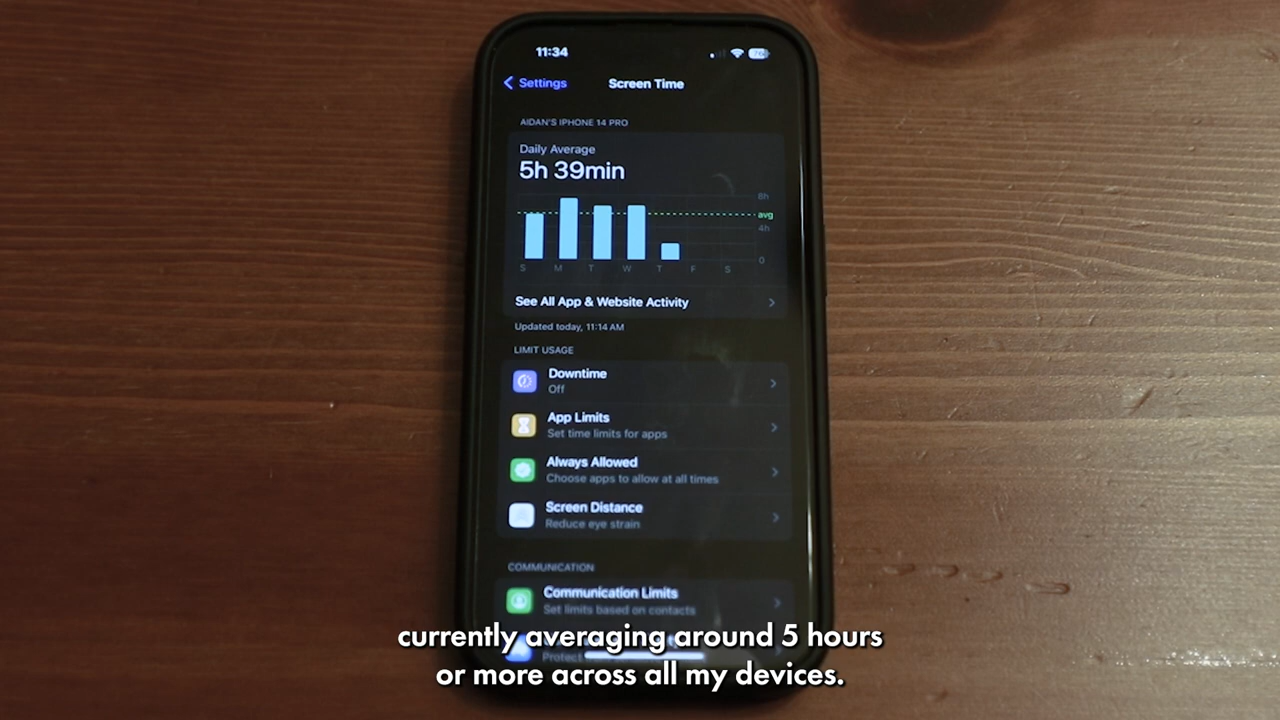 11:34
Settings
Screen Time
AIDAN'S IPHONE 14 PRO
Daily Average
5h 39min
8h
avg
4h
0
S M T W T F S
See All App & Website Activity
Updated today, 11:14 AM
LIMIT USAGE
Downtime
Off
App Limits
Set time limits for apps
Always Allowed
Choose apps to allow at all times
Screen Distance
Reduce eye strain
COMMUNICATION
Communication Limits
Set limits based on contacts
Protect
currently averaging around 5 hours
or more across all my devices.